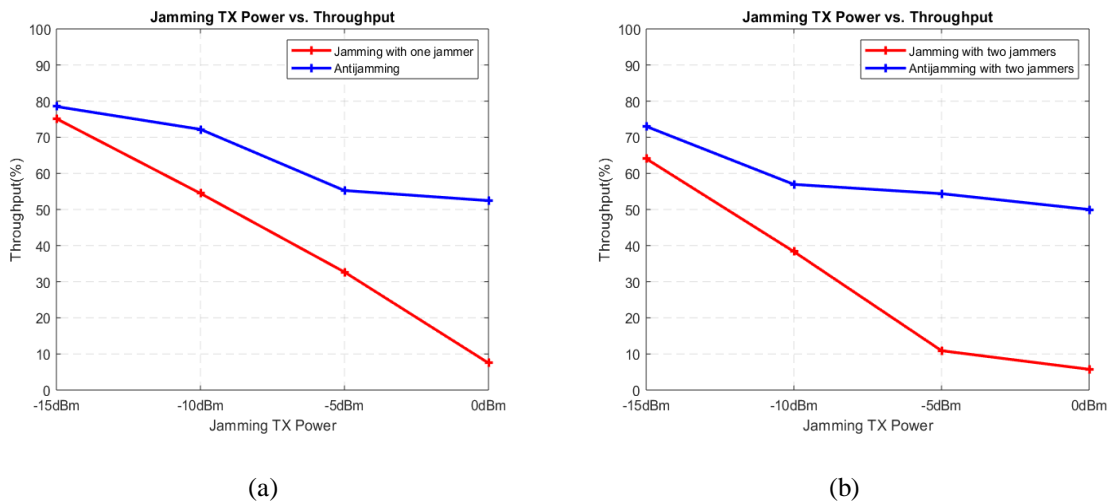 Jamming TX Power vs. Throughput
100
90
80
70
60
50
40
30
20
10
0
Throughput(%)
Jamming with one jammer
Antijamming
-15dBm -10dBm -5dBm 0dBm
Jamming TX Power
(a)
Jamming TX Power vs. Throughput
100
90
80
70
60
50
40
30
20
10
0
Throughput(%)
Jamming with two jammers
Antijamming with two jammers
-15dBm -10dBm -5dBm 0dBm
Jamming TX Power
(b)